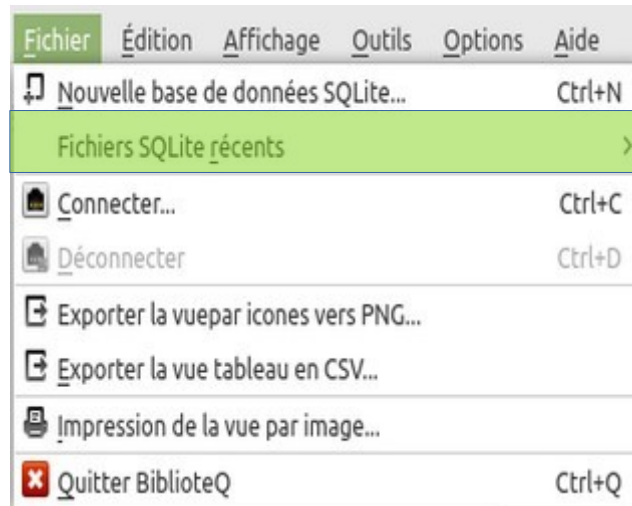 Fichier Édition Affichage Outils Options Aide
Nouvelle base de données SQLite... Ctrl+N
Fichiers SQLite récents
Connecter... Ctrl+C
Déconnecter Ctrl+D
Exporter la vuepar icones vers PNG...
Exporter la vue tableau en CSV...
Impression de la vue par image...
Quitter BiblioteQ Ctrl+Q